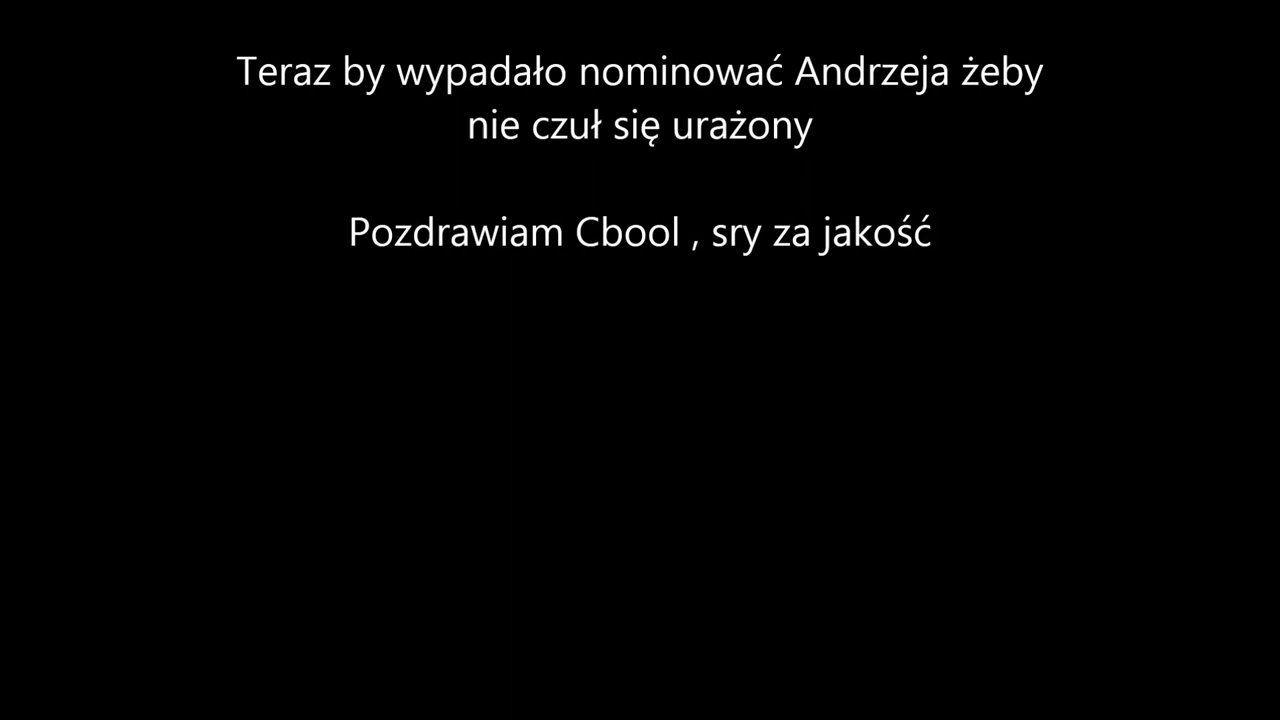 Teraz by wypadało nominować Andrzeja żeby
nie czuł się urażony
Pozdrawiam Cbool , sry za jakość